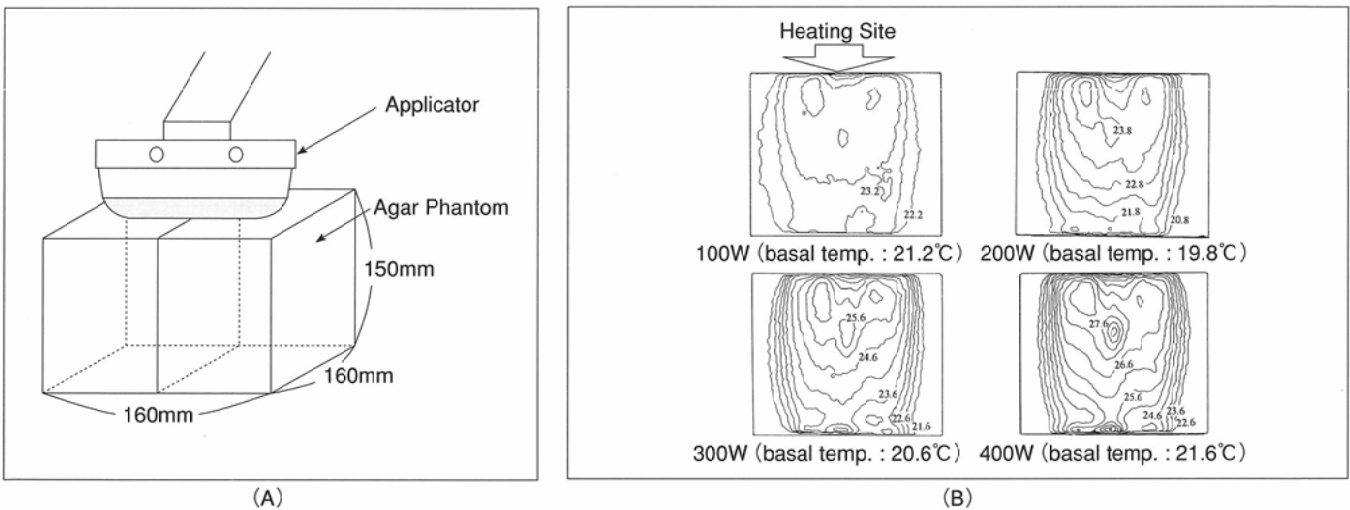 Applicator
Agar Phantom
150mm
160mm
160mm
(A)
Heating Site
23.2
22.2
100W (basal temp. : 21.2℃)
23.8
22.8
21.8
20.8
200W (basal temp. : 19.8℃)
25.6
24.6
23.6
22.6
21.6
300W (basal temp. : 20.6℃)
27.6
26.6
25.6
24.6
23.6
22.6
400W (basal temp. : 21.6℃)
(B)